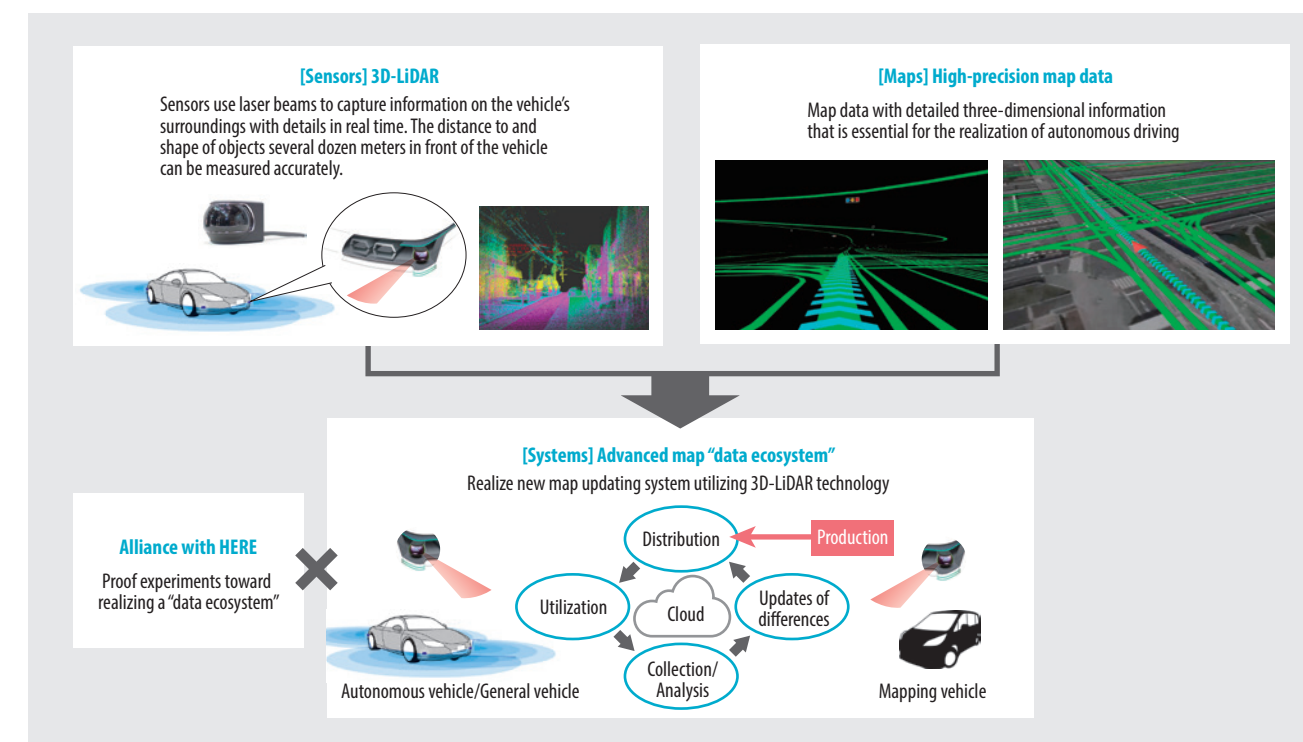 [Sensors] 3D-LiDAR
Sensors use laser beams to capture information on the vehicle's
surroundings with details in real time. The distance to and
shape of objects several dozen meters in front of the vehicle
can be measured accurately.
[Maps] High-precision map data
Map data with detailed three-dimensional information
that is essential for the realization of autonomous driving
[Systems] Advanced map “data ecosystem”
Realize new map updating system utilizing 3D-LiDAR technology
Alliance with HERE
Proof experiments toward
realizing a “data ecosystem”
Distribution
Production
Utilization
Cloud
Updates of
differences
Collection/
Analysis
Autonomous vehicle/General vehicle
Mapping vehicle